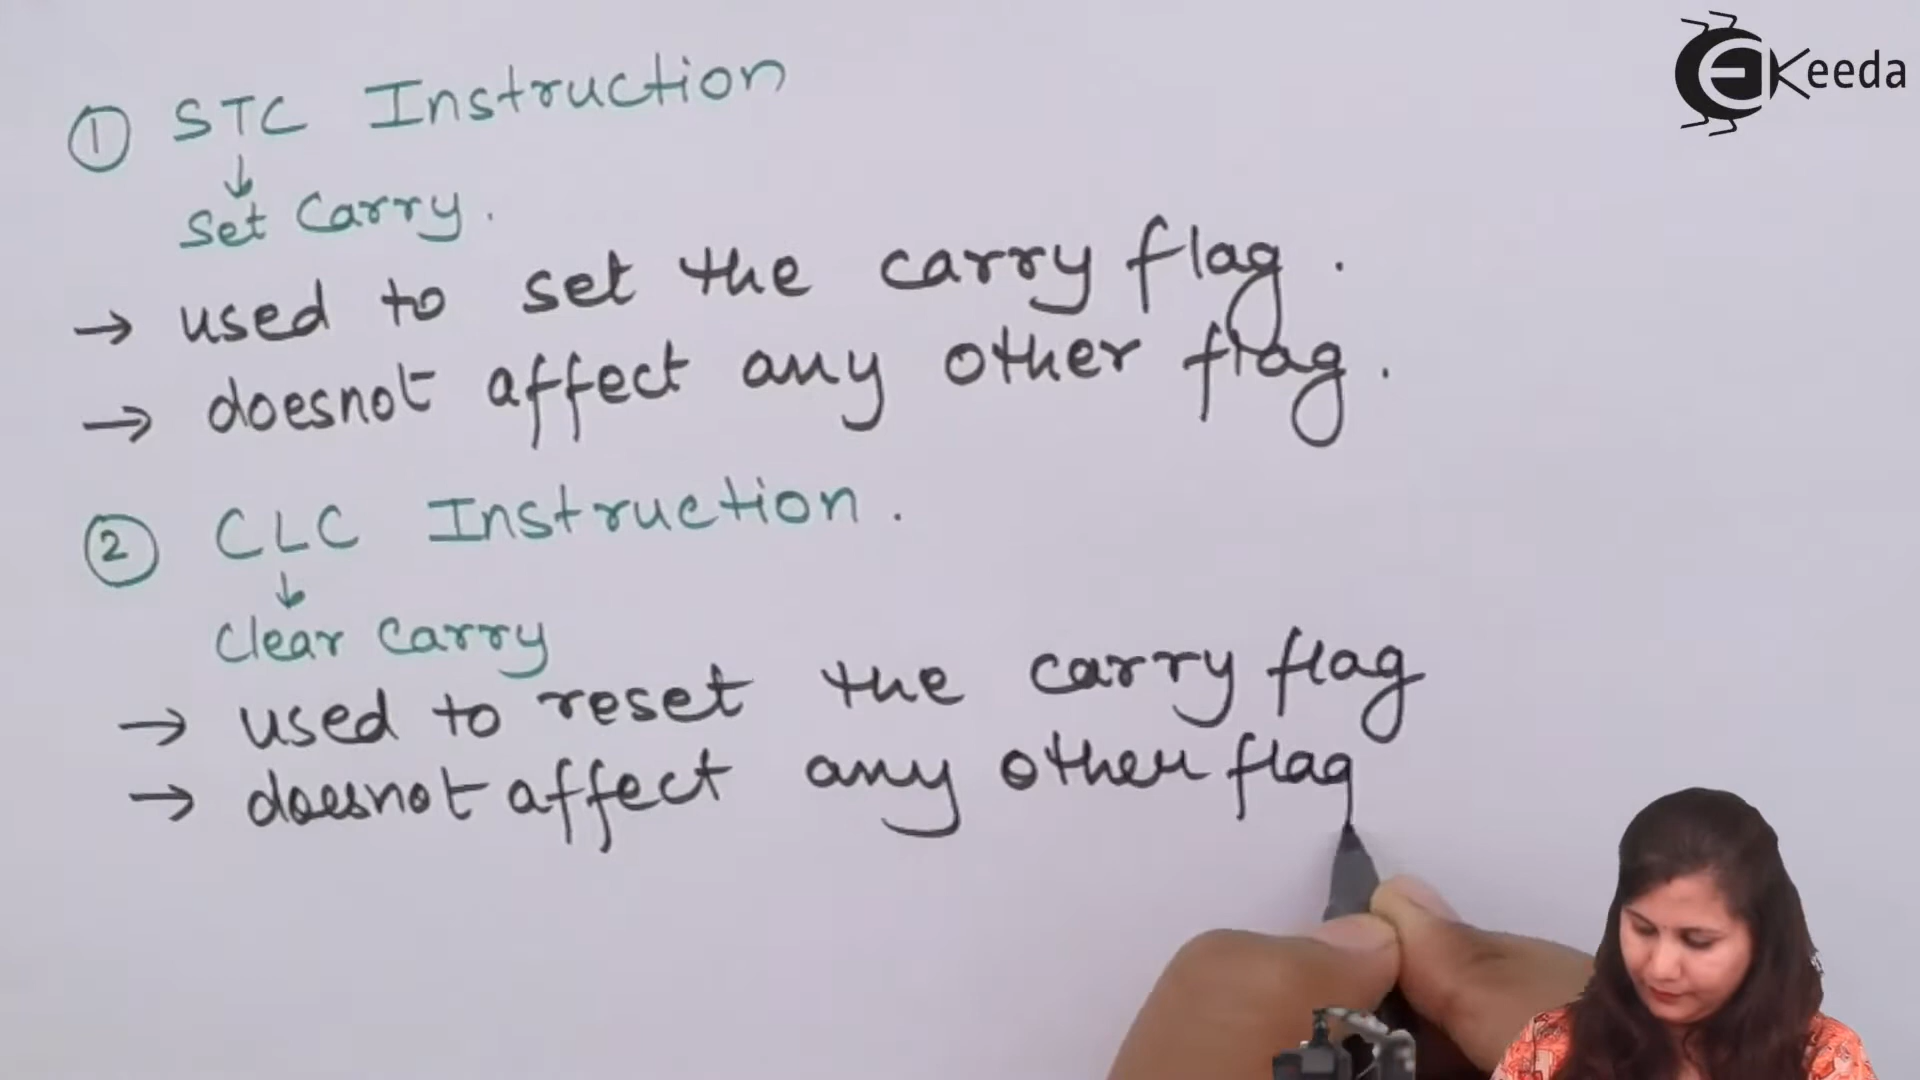 ① STC Instruction
↓
Set Carry.
→ used to set the carry flag.
→ doesnot affect any other flag.
② CLC Instruction.
↓
Clear Carry
→ used to reset the carry flag
→ doesnot affect any other flag
EKeeda